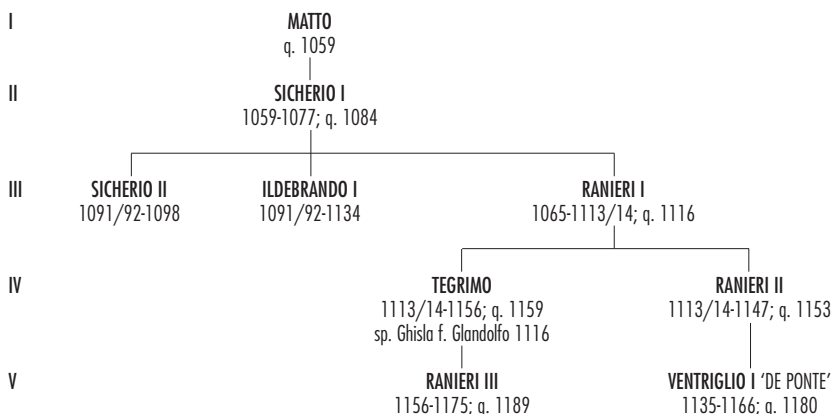 I MATTO
q. 1059
II SICHERIO I
1059-1077; q. 1084
III SICHERIO II ILDEBRANDO I RANIERI I
1091/92-1098 1091/92-1134 1065-1113/14; q. 1116
IV TEGRIMO RANIERI II
1113/14-1156; q. 1159 1113/14-1147; q. 1153
sp. Ghisla f. Glandolfo 1116
V RANIERI III VENTRIGLIO I ‘DE PONTE’
1156-1175; q. 1189 1135-1166; q. 1180